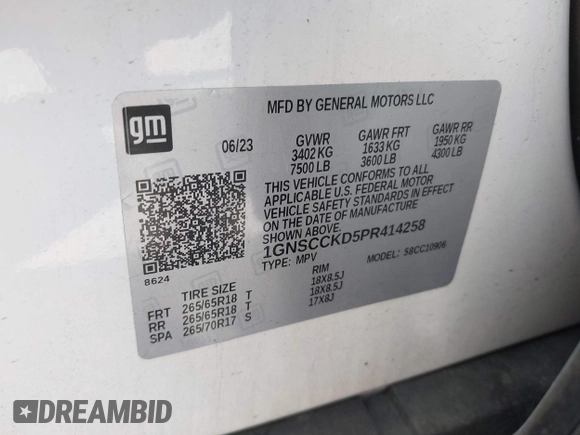 MFD BY GENERAL MOTORS LLC
gm
06/23 GVWR GAWR FRT GAWR RR
3402 KG 1633 KG 1950 KG
7500 LB 3600 LB 4300 LB
THIS VEHICLE CONFORMS TO ALL
APPLICABLE U.S. FEDERAL MOTOR
VEHICLE SAFETY STANDARDS IN EFFECT
ON THE DATE OF MANUFACTURE
SHOWN ABOVE.
1GNSCCKD5PR414258
TYPE: MPV MODEL: S8CC10906
8624
TIRE SIZE RIM
FRT 265/65R18 T 18X8.5J
RR 265/65R18 T 18X8.5J
SPA 265/70R17 S 17X8J
DREAMBID